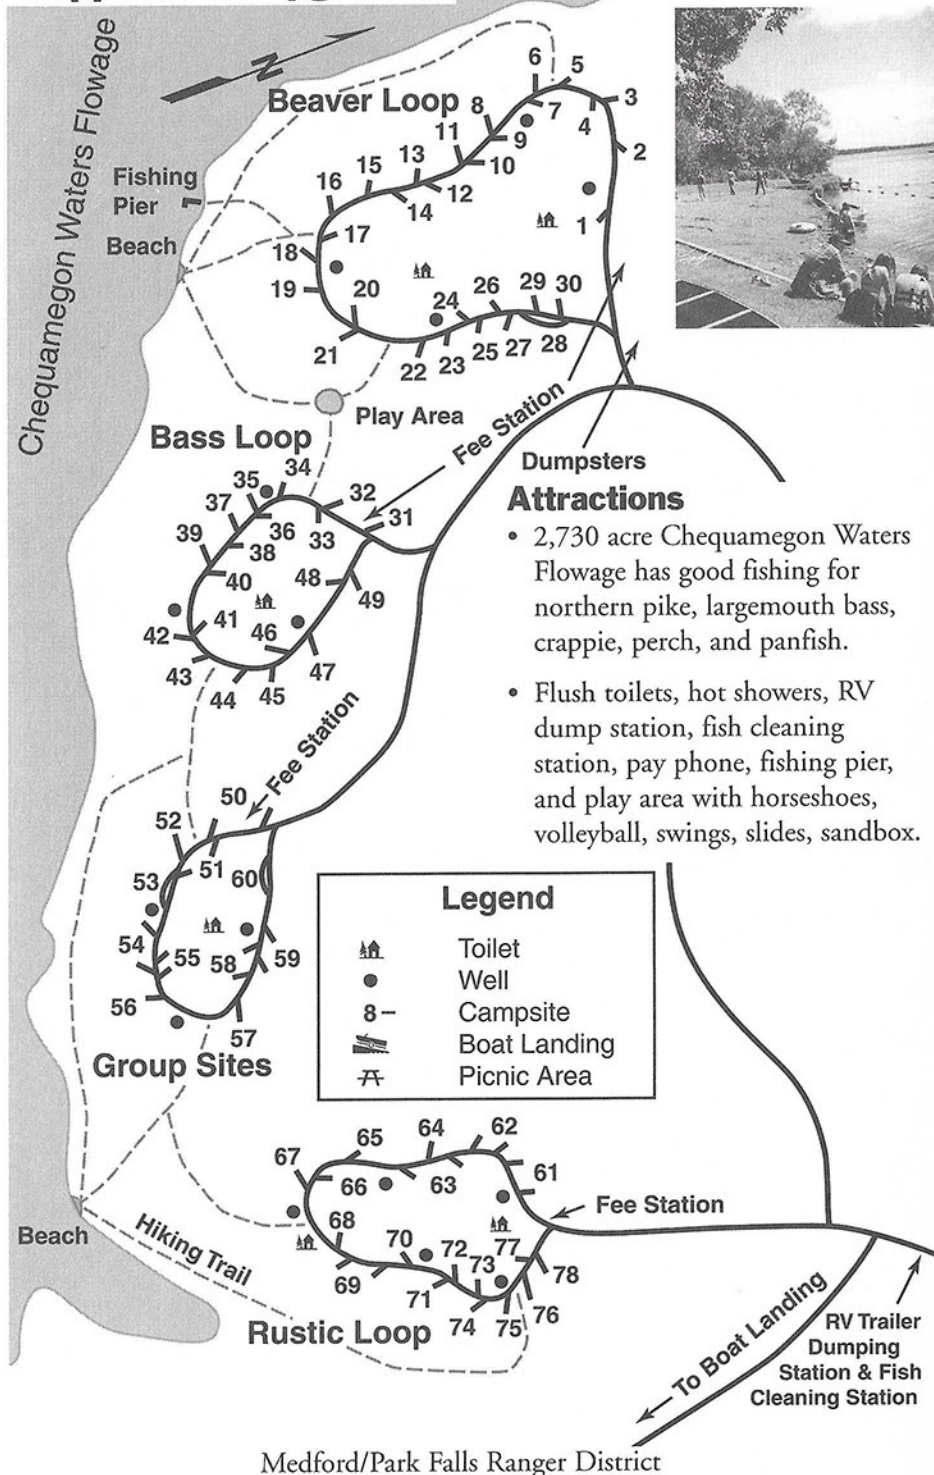 N
Chequamegon Waters Flowage
Beaver Loop
Fishing
Pier
Beach
1
2
3
4
5
6
7
8
9
10
11
12
13
14
15
16
17
18
19
20
21
22
23
24
25
26
27
28
29
30
Play Area
Fee Station
Dumpsters
Bass Loop
31
32
33
34
35
36
37
38
39
40
41
42
43
44
45
46
47
48
49
Attractions
• 2,730 acre Chequamegon Waters
Flowage has good fishing for
northern pike, largemouth bass,
crappie, perch, and panfish.
• Flush toilets, hot showers, RV
dump station, fish cleaning
station, pay phone, fishing pier,
and play area with horseshoes,
volleyball, swings, slides, sandbox.
Fee Station
50
51
52
53
54
55
56
57
58
59
60
Group Sites
Legend
Toilet
Well
8 – Campsite
Boat Landing
Picnic Area
61
62
63
64
65
66
67
68
69
70
71
72
73
74
75
76
77
78
Fee Station
Beach
Hiking Trail
Rustic Loop
To Boat Landing
RV Trailer
Dumping
Station & Fish
Cleaning Station
Medford/Park Falls Ranger District